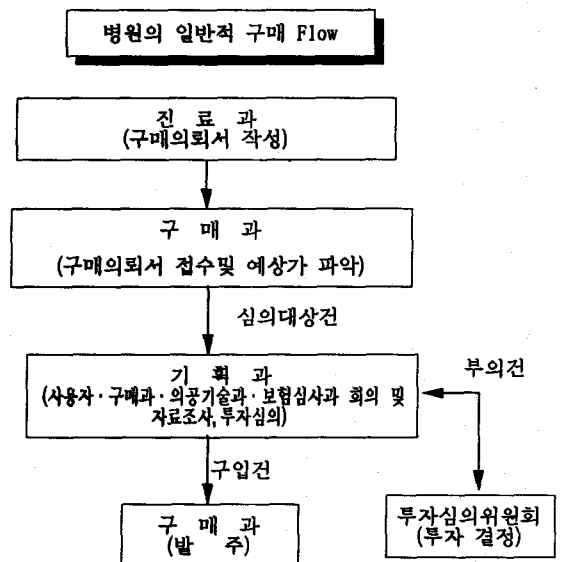 병원의 일반적 구매 Flow
진 료 과
(구매의뢰서 작성)
구 매 과
(구매의뢰서 접수및 예상가 파악)
심의대상건
기 획 과
(사용자·구매과·의공기술과·보험심사과 회의 및
자료조사,투자심의)
부의건
구입건
구 매 과
(발 주)
투자심의위원회
(투자 결정)